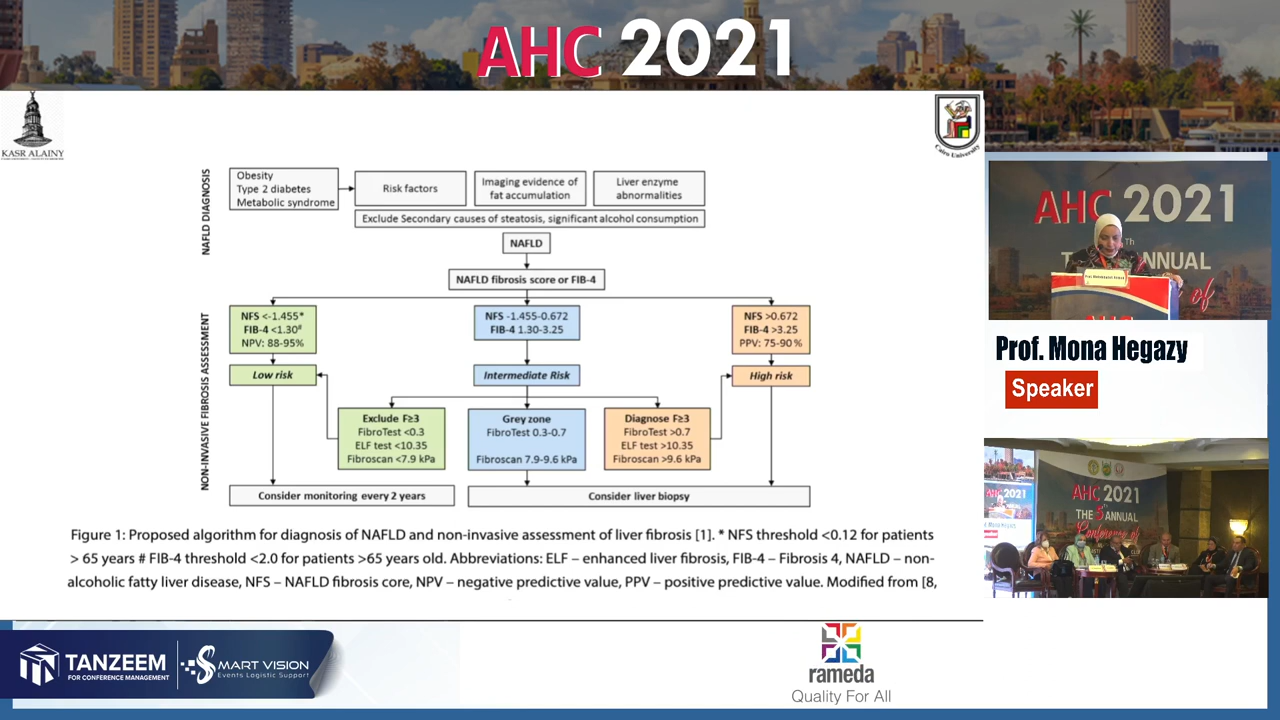 AHC 2021
KASR ALAINY
Cairo University
NAFLD DIAGNOSIS
Obesity
Type 2 diabetes
Metabolic syndrome
Risk factors
Imaging evidence of
fat accumulation
Liver enzyme
abnormalities
Exclude Secondary causes of steatosis, significant alcohol consumption
NAFLD
NAFLD fibrosis score or FIB-4
NON-INVASIVE FIBROSIS ASSESSMENT
NFS <-1.455*
FIB-4 <1.30#
NPV: 88-95%
NFS -1.455-0.672
FIB-4 1.30-3.25
NFS >0.672
FIB-4 >3.25
PPV: 75-90%
Low risk
Intermediate Risk
High risk
Exclude F≥3
FibroTest <0.3
ELF test <10.35
Fibroscan <7.9 kPa
Grey zone
FibroTest 0.3-0.7
Fibroscan 7.9-9.6 kPa
Diagnose F≥3
FibroTest >0.7
ELF test >10.35
Fibroscan >9.6 kPa
Consider monitoring every 2 years
Consider liver biopsy
Figure 1: Proposed algorithm for diagnosis of NAFLD and non-invasive assessment of liver fibrosis [1]. * NFS threshold <0.12 for patients
> 65 years # FIB-4 threshold <2.0 for patients >65 years old. Abbreviations: ELF – enhanced liver fibrosis, FIB-4 – Fibrosis 4, NAFLD – non-
alcoholic fatty liver disease, NFS – NAFLD fibrosis core, NPV – negative predictive value, PPV – positive predictive value. Modified from [8,
AHC 2021
Th
ANNUAL
of
AHC
Prof. Mona Hegazy
Speaker
AHC 2021
AHC 2021
THE 5 ANNUAL
Conference of
TANZEEM
FOR CONFERENCE MANAGEMENT
SMART VISION
Events Logistic Support
rameda
Quality For All